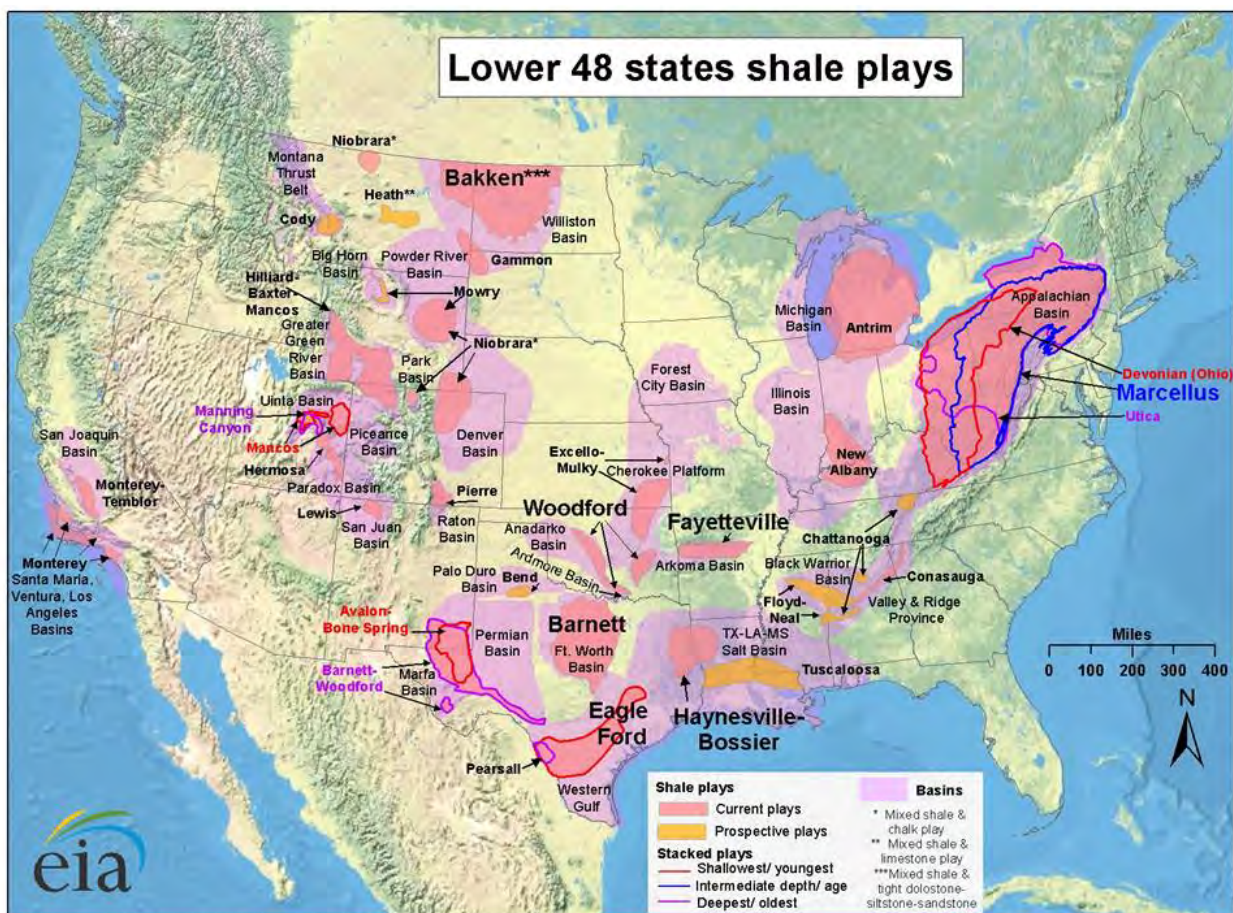 Lower 48 states shale plays
Niobrara*
Montana
Thrust
Belt
Bakken***
Heath**
Cody
Williston
Basin
Big Horn
Basin
Powder River
Basin
Gammon
Hilliard-
Baxter-
Mancos
Mowry
Greater
Green
River
Basin
Park
Basin
Niobrara*
Michigan
Basin
Antrim
Appalachian
Basin
Devonian (Ohio)
Marcellus
Utica
Forest
City Basin
Illinois
Basin
Uinta Basin
Manning
Canyon
Mancos
Piceance
Basin
Denver
Basin
San Joaquin
Basin
Hermosa
Paradox Basin
Excello-
Mulky
Cherokee Platform
New
Albany
Monterey-
Temblor
Lewis
San Juan
Basin
Pierre
Raton
Basin
Woodford
Anadarko
Basin
Fayetteville
Arkoma Basin
Chattanooga
Black Warrior
Basin
Conasauga
Monterey
Santa Maria,
Ventura, Los
Angeles
Basins
Palo Duro
Basin
Bend
Ardmore Basin
Floyd-
Neal
Valley & Ridge
Province
Avalon-
Bone Spring
Permian
Basin
Barnett
Ft. Worth
Basin
TX-LA-MS
Salt Basin
Tuscaloosa
Barnett-
Woodford
Marfa
Basin
Eagle
Ford
Haynesville-
Bossier
Pearsall
Western
Gulf
Miles
0 100 200 300 400
N
eia
Shale plays
Current plays
Prospective plays
Stacked plays
Shallowest/ youngest
Intermediate depth/ age
Deepest/ oldest
Basins
* Mixed shale &
chalk play
** Mixed shale &
limestone play
***Mixed shale &
tight dolostone-
siltstone-sandstone